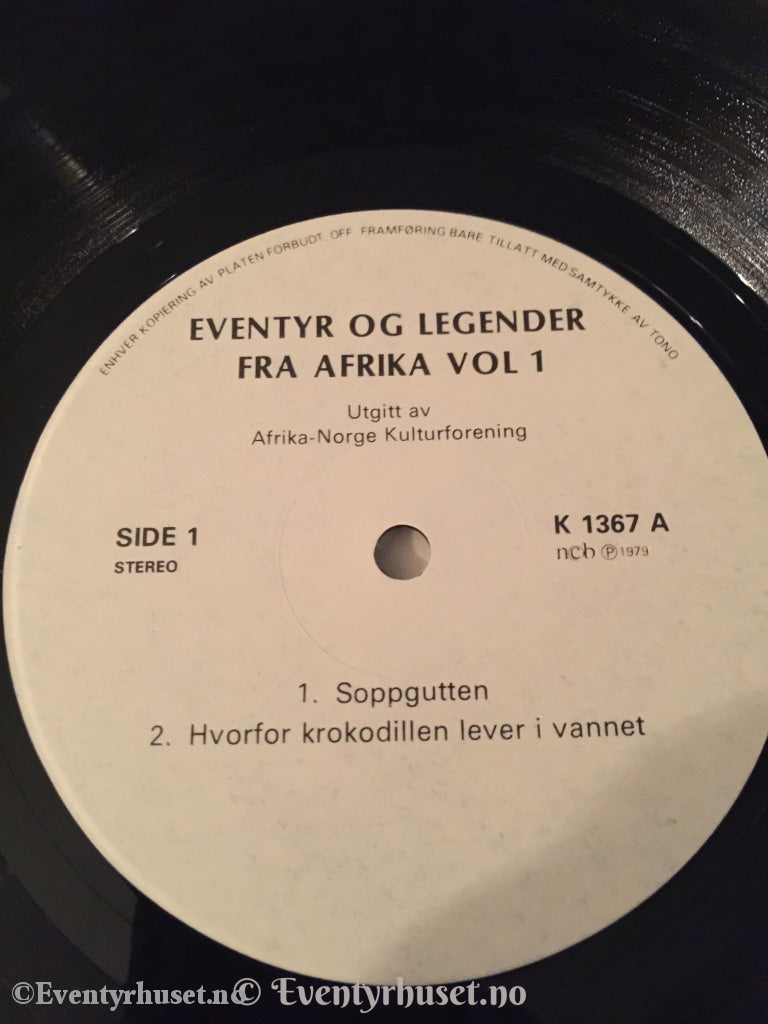 ENHVER KOPIERING AV PLATEN FORBUDT. OFF. FRAMFØRING BARE TILLATT MED SAMTYKKE AV TONO
EVENTYR OG LEGENDER
FRA AFRIKA VOL 1
Utgitt av
Afrika-Norge Kulturforening
SIDE 1
STEREO
K 1367 A
ncb Ⓟ 1979
1. Soppgutten
2. Hvorfor krokodillen lever i vannet
©Eventyrhuset.no
© Eventyrhuset.no